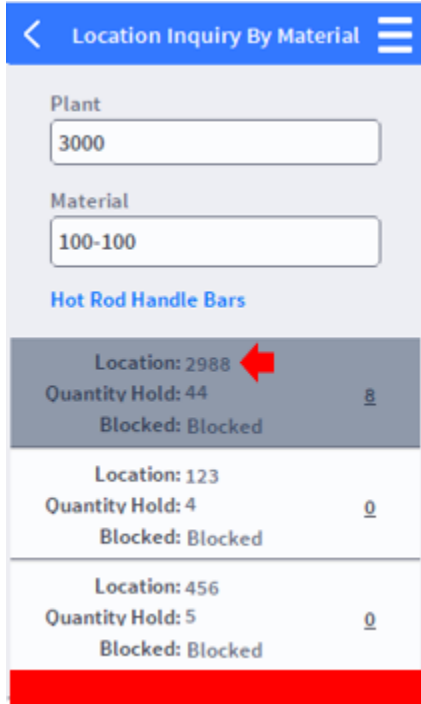 Location Inquiry By Material
Plant
3000
Material
100-100
Hot Rod Handle Bars
Location: 2988
Quantity Hold: 44 8
Blocked: Blocked
Location: 123
Quantity Hold: 4 0
Blocked: Blocked
Location: 456
Quantity Hold: 5 0
Blocked: Blocked